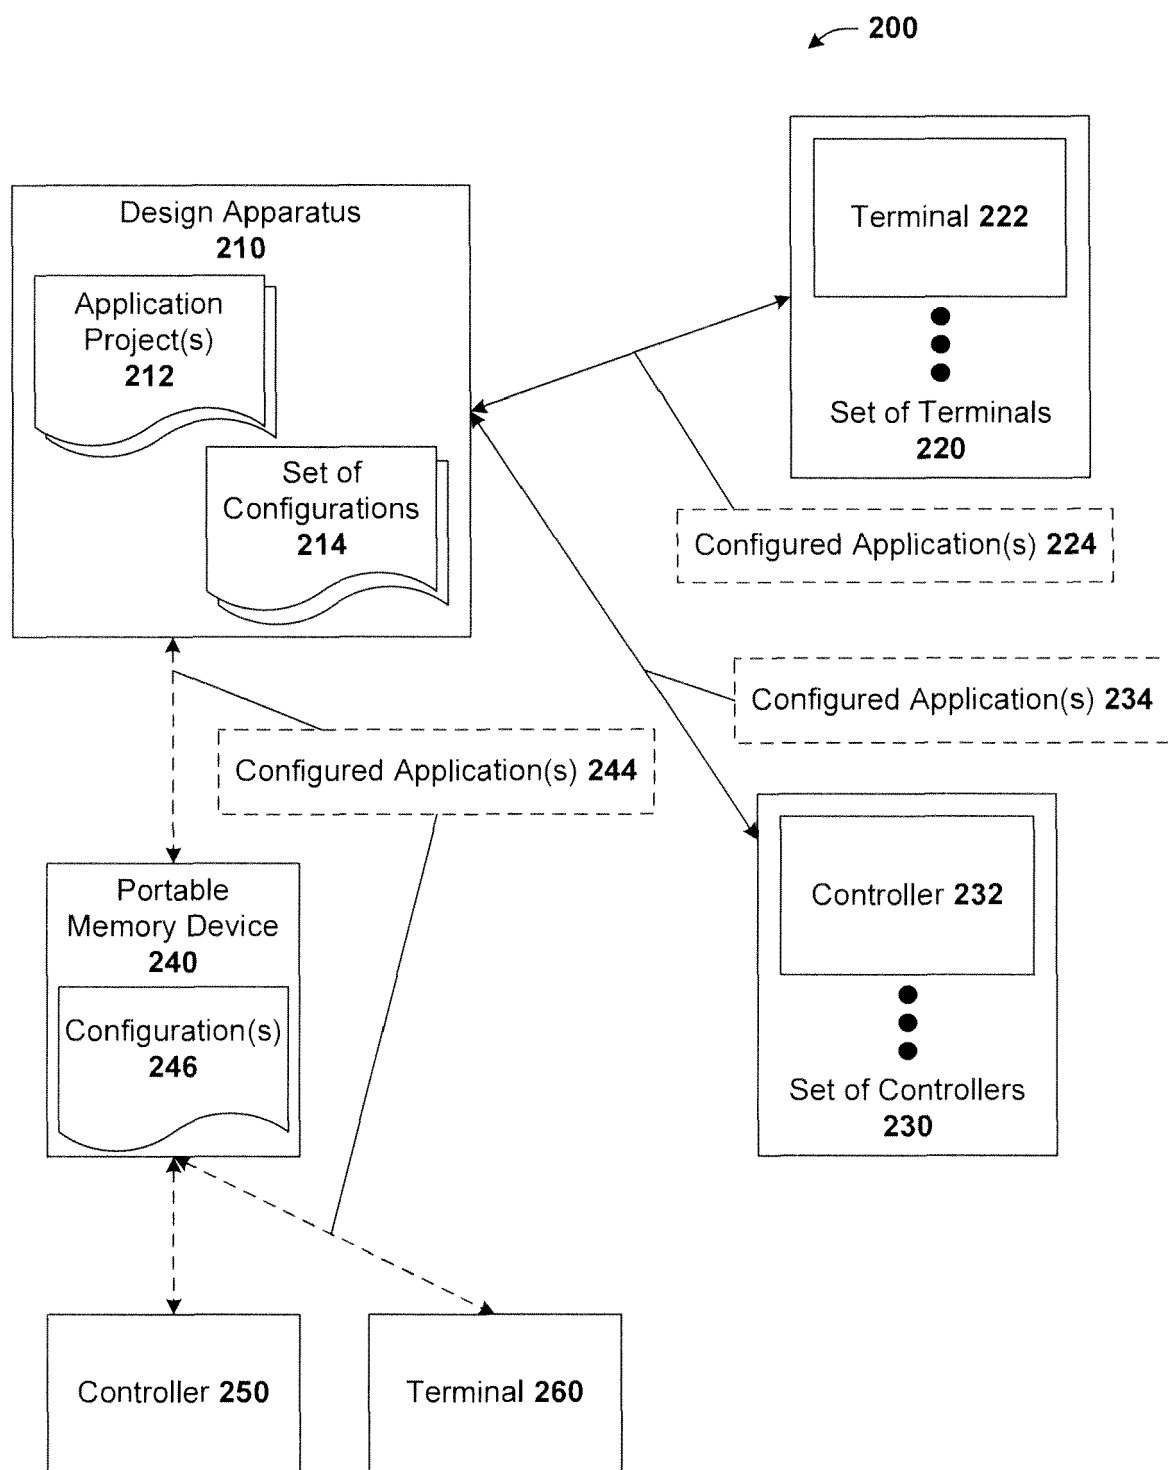 200
Terminal 222
Set of Terminals
220
Design Apparatus
210
Application
Project(s)
212
Set of
Configurations
214
Configured Application(s) 224
Configured Application(s) 234
Configured Application(s) 244
Portable
Memory Device
240
Configuration(s)
246
Controller 232
Set of Controllers
230
Controller 250
Terminal 260